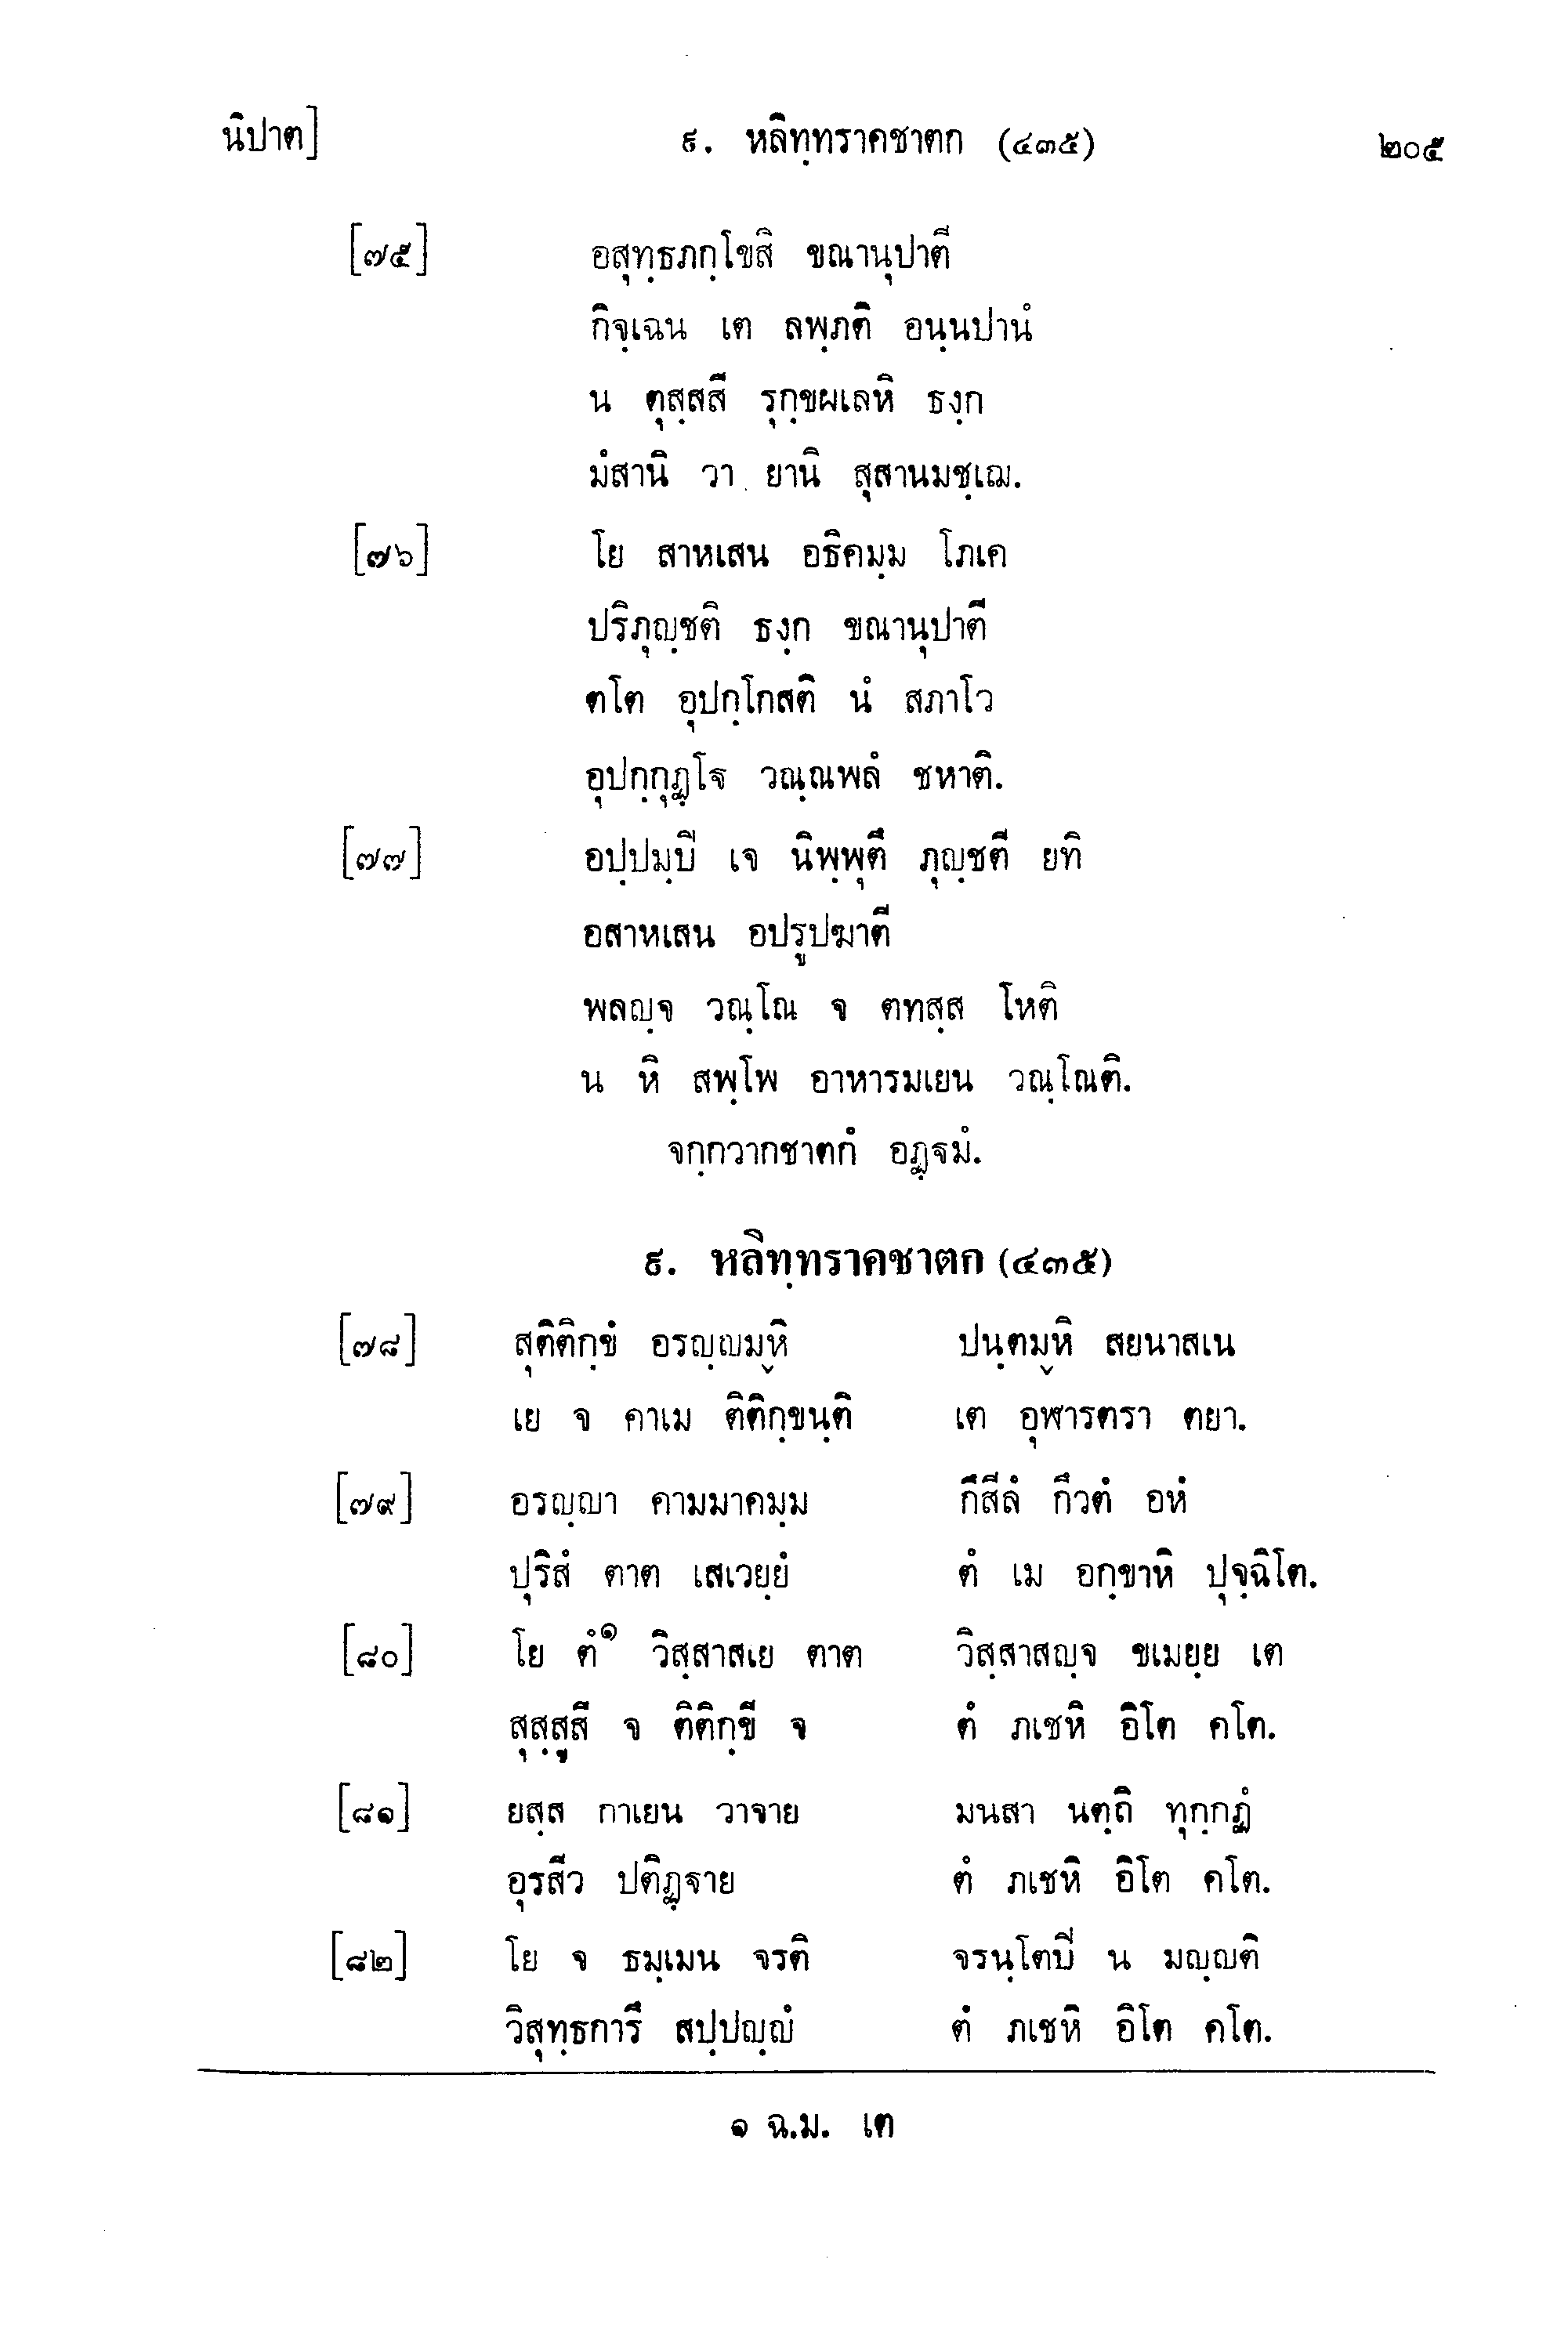 นิปาต] ๙. หลิทฺทราคชาตก (๔๓๕) ๒๐๕
[๗๕] อสุทฺธภกฺโขสิ ขณานุปาตี
กิจฺเฉน เต ลพฺภติ อนฺนปานํ
น ตุสฺสสี รุกฺขผเลหิ ธงฺก
มํสานิ วา ยานิ สุสานมชฺเฌ.
[๗๖] โย สาหเสน อธิคมฺม โภเค
ปริภุญฺชติ ธงฺก ขณานุปาตี
ตโต อุปกฺโกสติ นํ สภาโว
อุปกฺกุฏฺโฐ วณฺณพลํ ชหาติ.
[๗๗] อปฺปมฺปิ เจ นิพฺพุตึ ภุญฺชตี ยทิ
อสาหเสน อปรูปฆาตี
พลญฺจ วณฺโณ จ ตทสฺส โหติ
น หิ สพฺโพ อาหารมเยน วณฺโณติ.
จกฺกวากชาตกํ อฏฺฐมํ.
๙. หลิทฺทราคชาตก (๔๓๕)
[๗๘] สุติติกฺขํ อรญฺญมฺหิ ปนฺตมฺหิ สยนาสเน
เย จ คาเม ติติกฺขนฺติ เต อุฬารตรา ตยา.
[๗๙] อรญฺญา คามมาคมฺม กึสีลํ กึวตํ อหํ
ปุริสํ ตาต เสเวยฺยํ ตํ เม อกฺขาหิ ปุจฺฉิโต.
[๘๐] โย ตํ๑ วิสฺสาสเย ตาต วิสฺสาสญฺจ ขเมยฺย เต
สุสฺสูสี จ ติติกฺขี จ ตํ ภเชหิ อิโต คโต.
[๘๑] ยสฺส กาเยน วาจาย มนสา นตฺถิ ทุกฺกฏํ
อุรสีว ปติฏฺฐาย ตํ ภเชหิ อิโต คโต.
[๘๒] โย จ ธมฺเมน จรติ จรนฺโตปิ น มญฺญติ
วิสุทฺธการึ สปฺปญฺญํ ตํ ภเชหิ อิโต คโต.
๑ ฉ.ม. เต